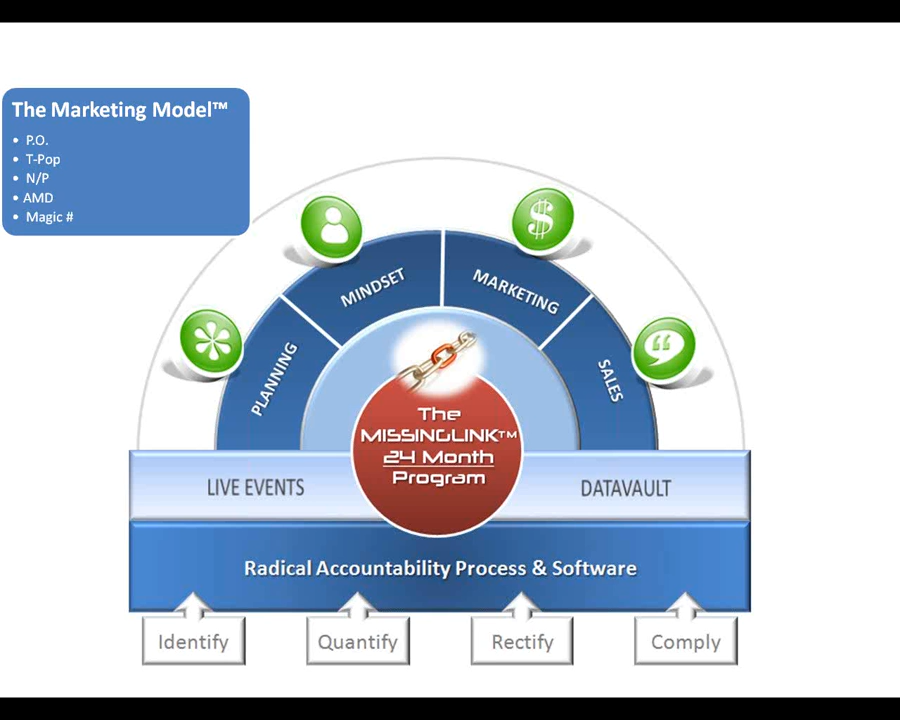 The Marketing Model™
• P.O.
• T-Pop
• N/P
• AMD
• Magic #
PLANNING
MINDSET
MARKETING
SALES
The
MISSINGLINK™
24 Month
Program
LIVE EVENTS
DATAVAULT
Radical Accountability Process & Software
Identify
Quantify
Rectify
Comply